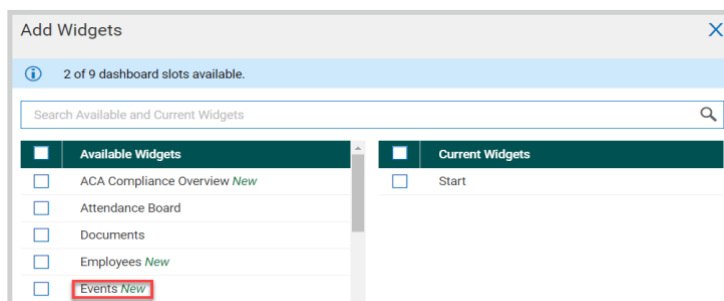 Add Widgets
2 of 9 dashboard slots available.
Search Available and Current Widgets
Available Widgets
Current Widgets
ACA Compliance Overview New
Start
Attendance Board
Documents
Employees New
Events New